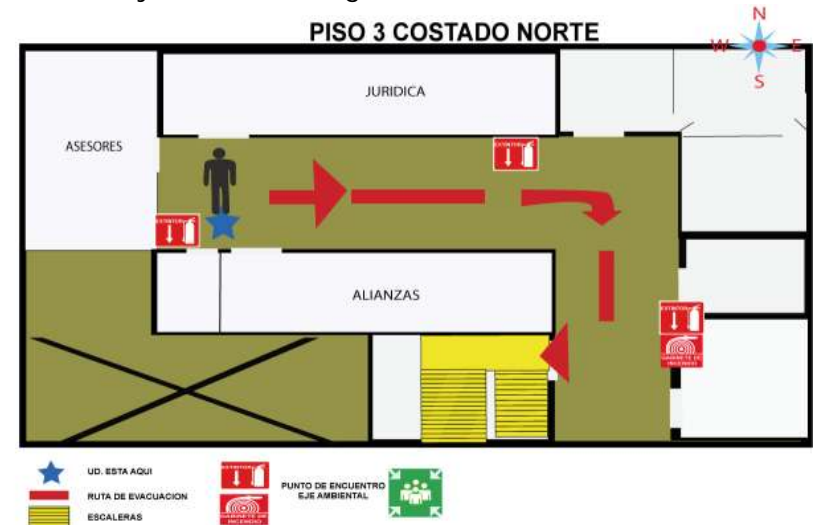 PISO 3 COSTADO NORTE
N
W E
S
JURIDICA
ASESORES
EXTINTOR
EXTINTOR
ALIANZAS
EXTINTOR
GABINETE DE
INCENDIO
UD. ESTA AQUI
RUTA DE EVACUACION
ESCALERAS
EXTINTOR
GABINETE DE
INCENDIO
PUNTO DE ENCUENTRO
EJE AMBIENTAL